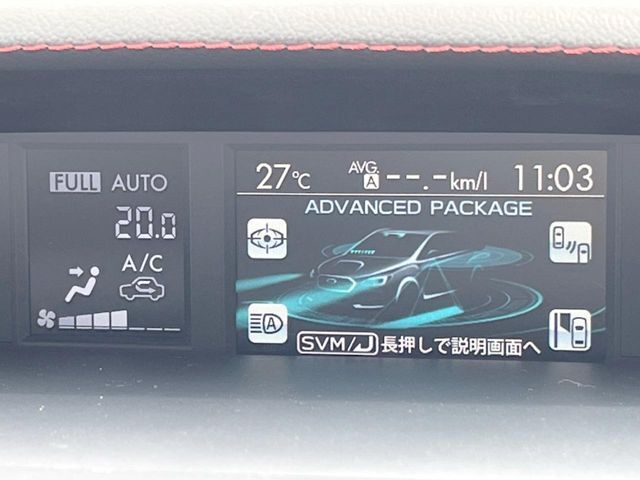 FULL AUTO
20.0
A/C
27℃ AVG. A --.-km/l 11:03
ADVANCED PACKAGE
A
SVM/ 長押しで説明画面へ